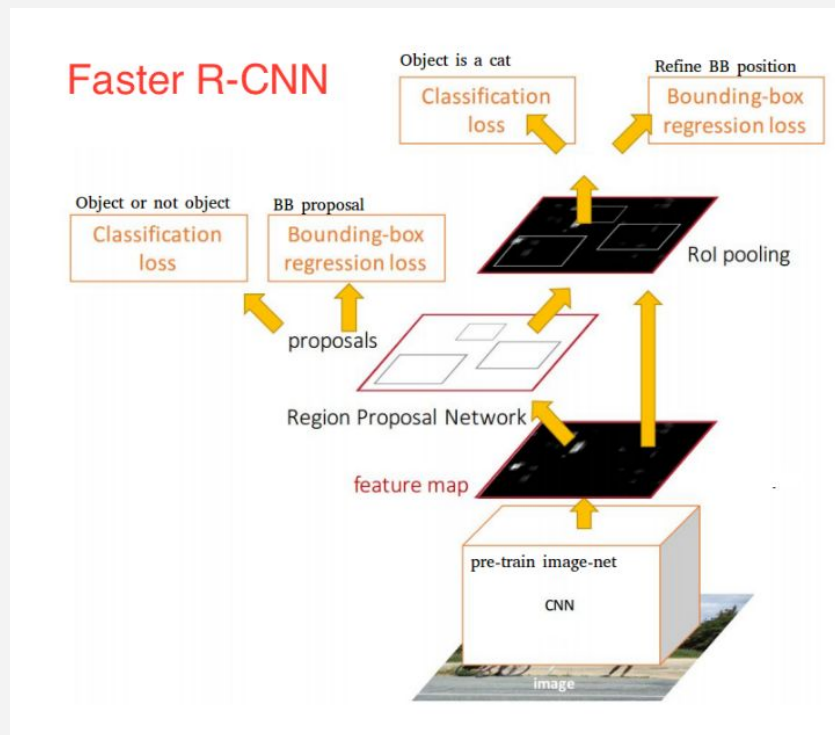 Faster R-CNN
Object is a cat
Classification
loss
Refine BB position
Bounding-box
regression loss
Object or not object
Classification
loss
BB proposal
Bounding-box
regression loss
RoI pooling
proposals
Region Proposal Network
feature map
pre-train image-net
CNN
image